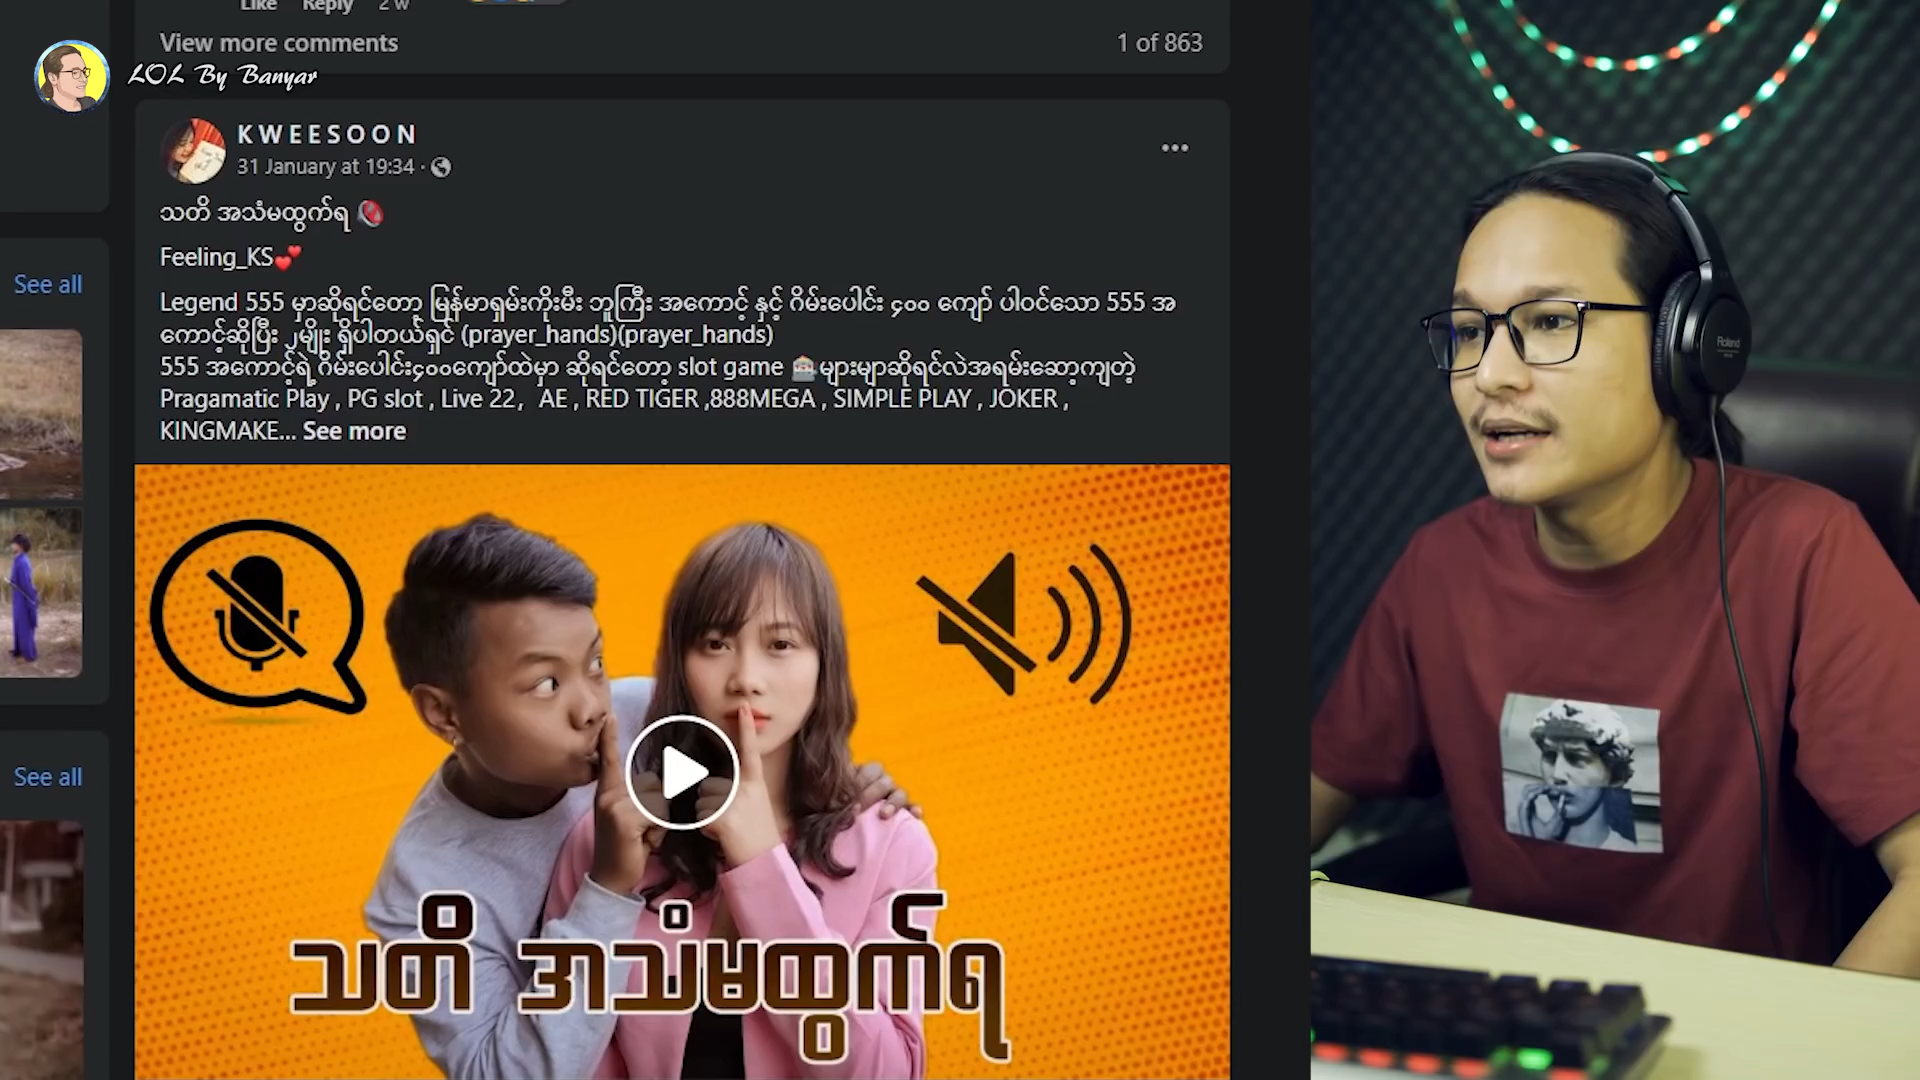 Like Reply 2 w
View more comments 1 of 863
LOL By Banyar
K W E E S O O N
31 January at 19:34
သတိ အသံမထွက်ရ
Feeling_KS
See all
Legend 555 မှာဆိုရင်တော့ မြန်မာရှမ်းကိုးမီး ဘူကြီး အကောင့် နှင့် ဂိမ်းပေါင်း ၄၀၀ ကျော် ပါဝင်သော 555 အ
ကောင့်ဆိုပြီး ၂မျိုး ရှိပါတယ်ရှင် (prayer_hands)(prayer_hands)
555 အကောင့်ရဲ့ ဂိမ်းပေါင်း၄၀၀ကျော်ထဲမှာ ဆိုရင်တော့ slot game 🎰များမျာဆိုရင်လဲအရမ်းဆော့ကျတဲ့
Pragamatic Play , PG slot , Live 22, AE , RED TIGER ,888MEGA , SIMPLE PLAY , JOKER ,
KINGMAKE... See more
See all
သတိ အသံမထွက်ရ
Roland